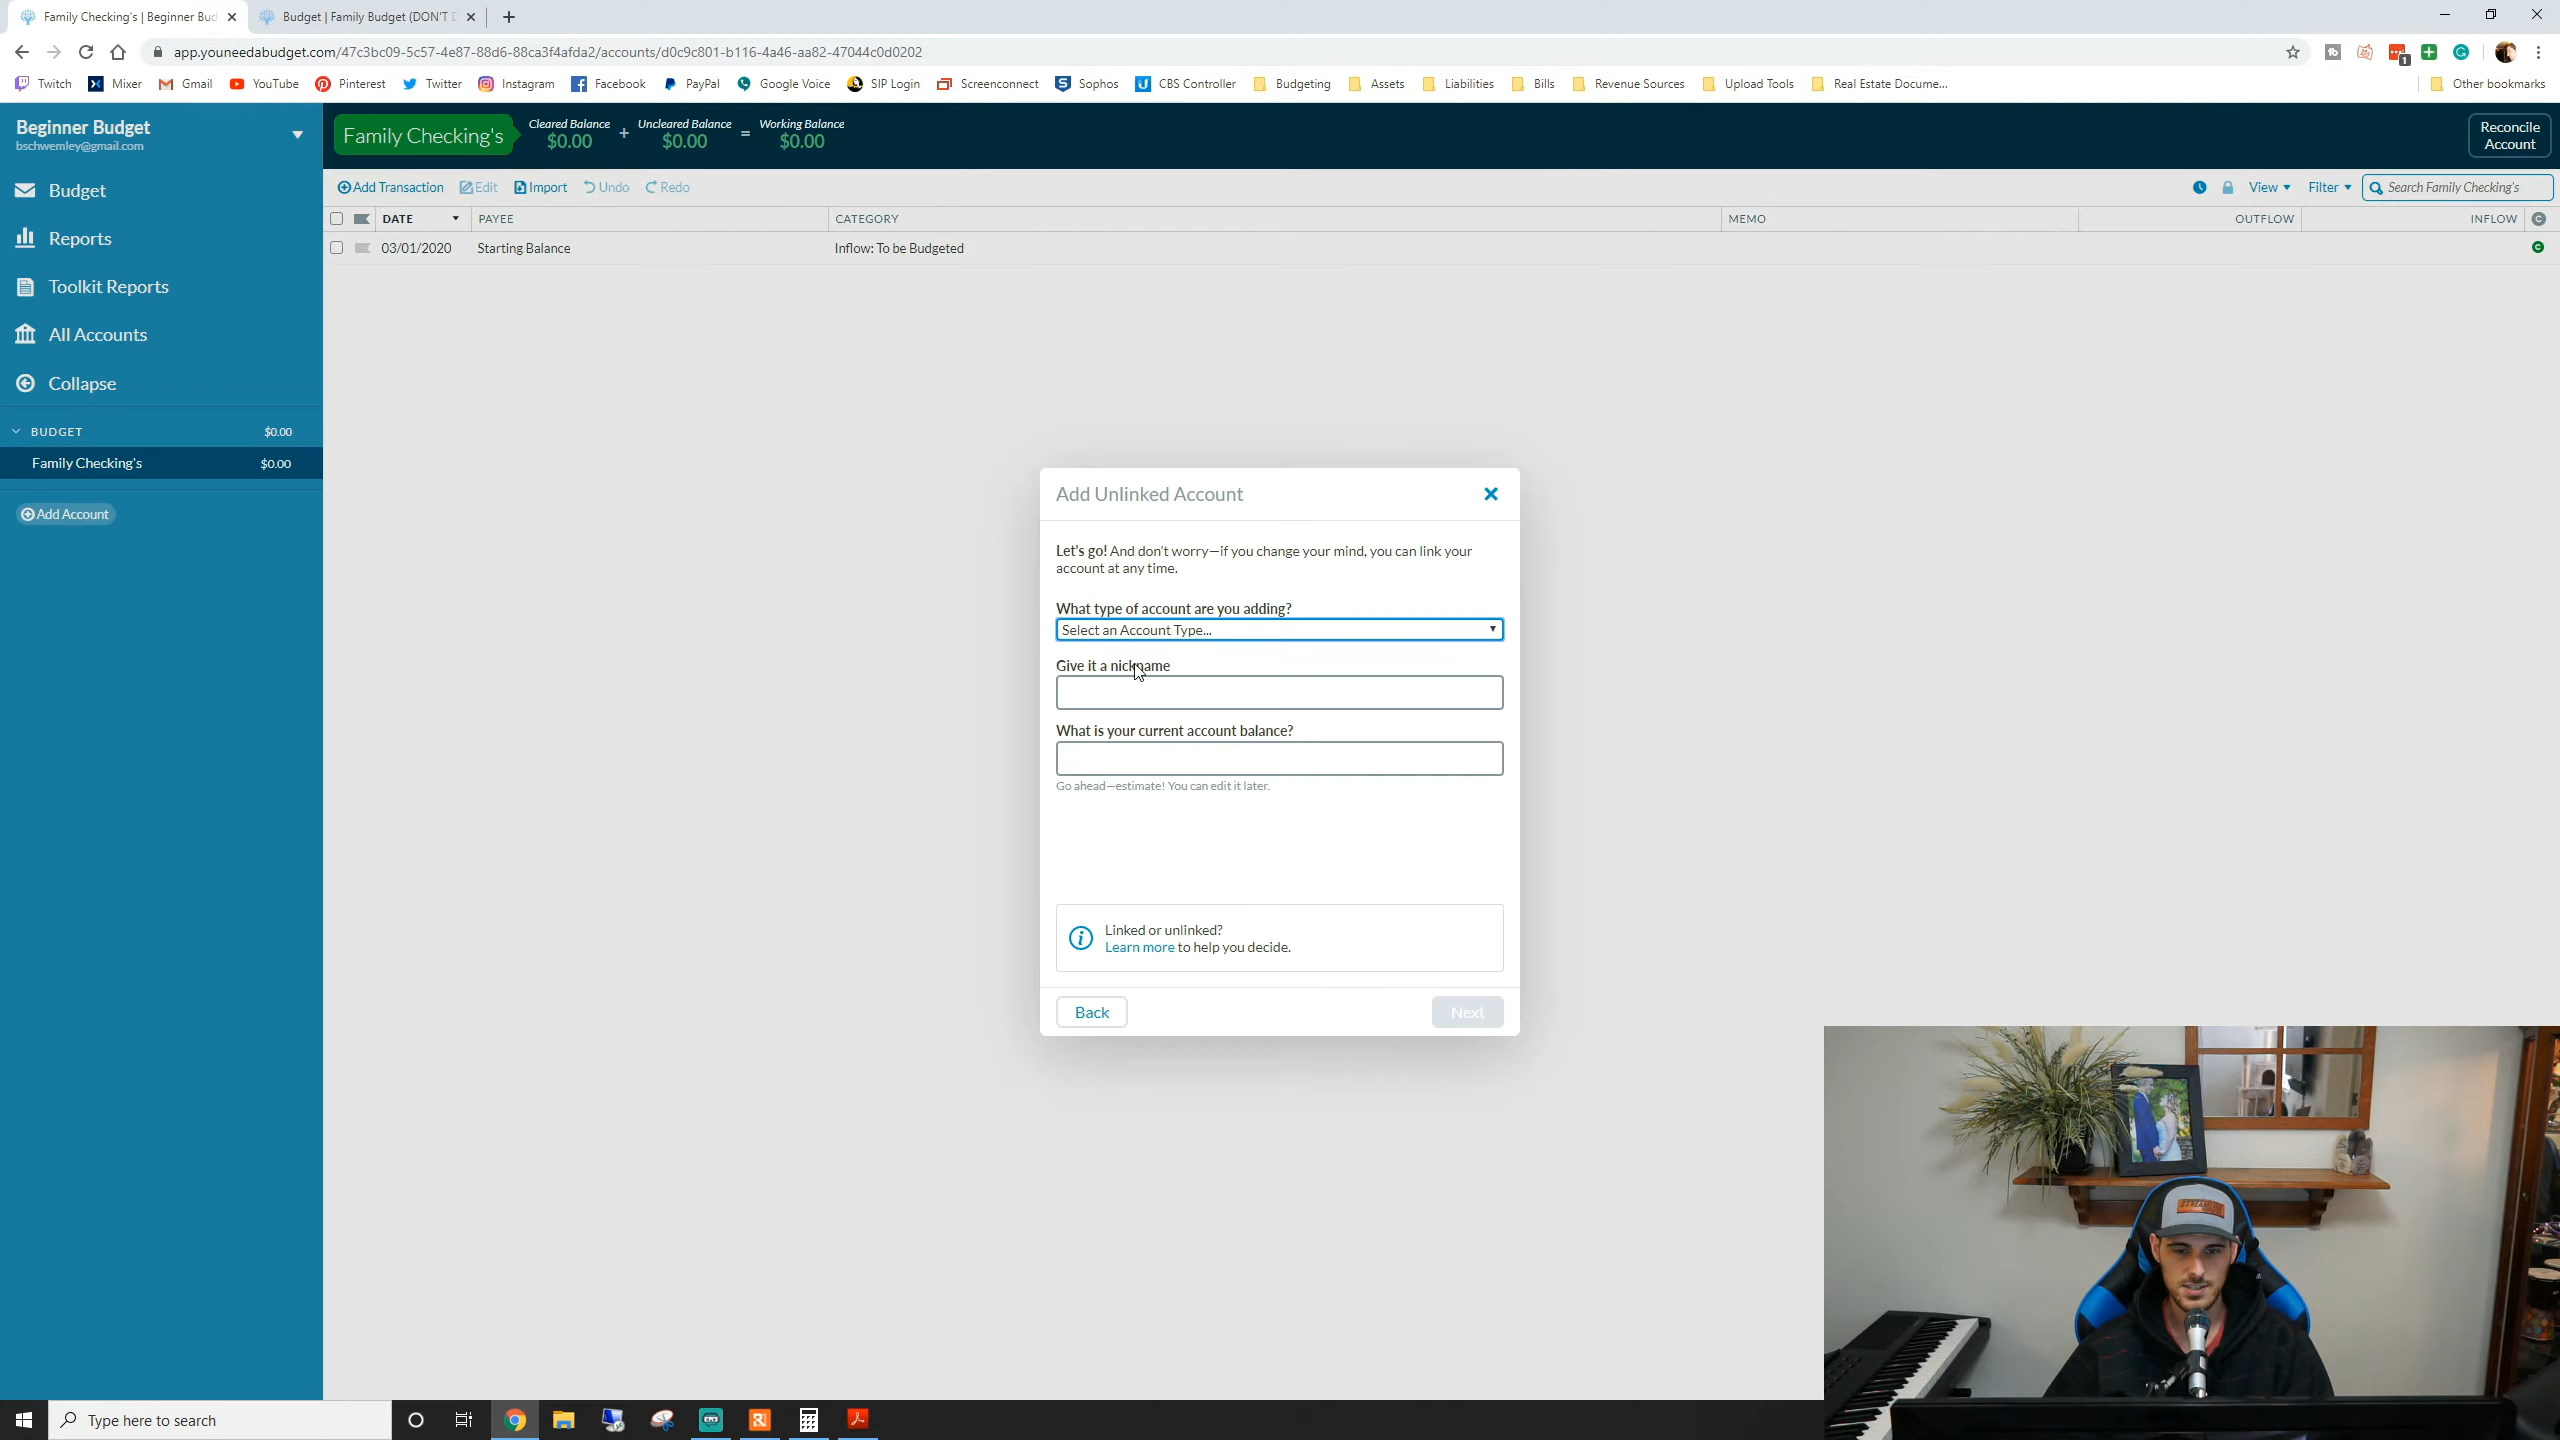 Family Checking's | Beginner Bud
Budget | Family Budget (DON'T D
app.youneedabudget.com/47c3bc09-5c57-4e87-88d6-88ca3f4afda2/accounts/d0c9c801-b116-4a46-aa82-47044c0d0202
Twitch Mixer Gmail YouTube Pinterest Twitter Instagram Facebook PayPal Google Voice SIP Login Screenconnect Sophos CBS Controller Budgeting Assets Liabilities Bills Revenue Sources Upload Tools Real Estate Docume... Other bookmarks
Beginner Budget
bschwemley@gmail.com
Budget
Reports
Toolkit Reports
All Accounts
Collapse
BUDGET $0.00
Family Checking's $0.00
Add Account
Family Checking's
Cleared Balance + Uncleared Balance = Working Balance
$0.00 $0.00 $0.00
Reconcile
Account
Add Transaction Edit Import Undo Redo View Filter Search Family Checking's
DATE PAYEE CATEGORY MEMO OUTFLOW INFLOW C
03/01/2020 Starting Balance Inflow: To be Budgeted C
Add Unlinked Account
Let's go! And don't worry—if you change your mind, you can link your
account at any time.
What type of account are you adding?
Select an Account Type...
Give it a nickname
What is your current account balance?
Go ahead—estimate! You can edit it later.
Linked or unlinked?
Learn more to help you decide.
Back Next
Type here to search